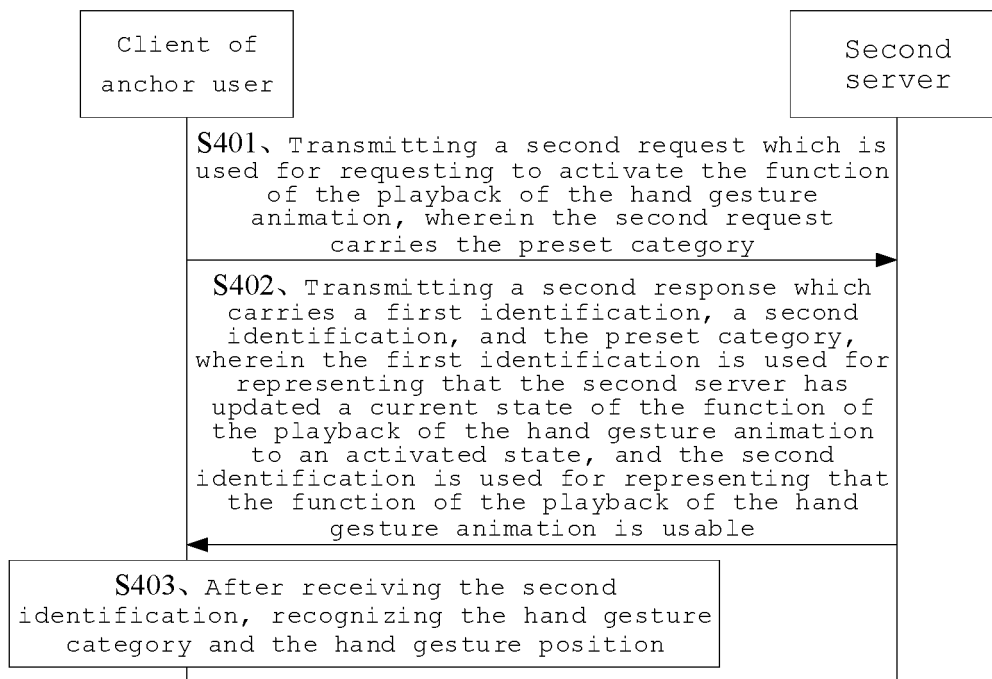 Client of
anchor user
Second
server
S401、Transmitting a second request which is
used for requesting to activate the function
of the playback of the hand gesture
animation, wherein the second request
carries the preset category
S402、Transmitting a second response which
carries a first identification, a second
identification, and the preset category,
wherein the first identification is used for
representing that the second server has
updated a current state of the function of
the playback of the hand gesture animation
to an activated state, and the second
identification is used for representing that
the function of the playback of the hand
gesture animation is usable
S403、After receiving the second
identification, recognizing the hand gesture
category and the hand gesture position